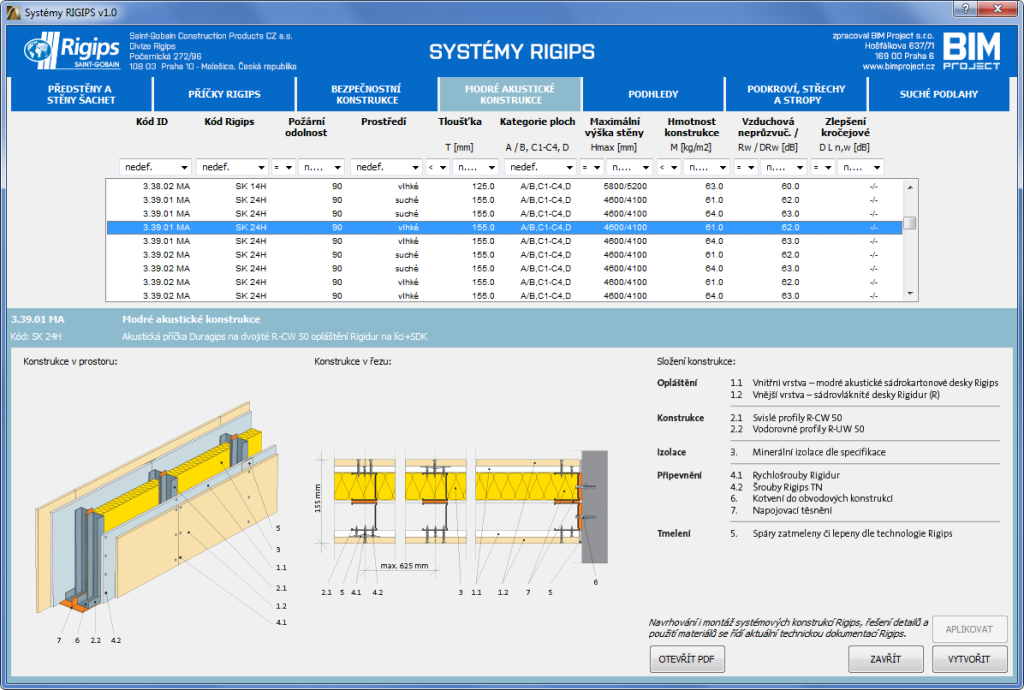 Systémy RIGIPS v1.0
Rigips
SAINT-GOBAIN
Saint-Gobain Construction Products CZ a.s.
Divize Rigips
Počernická 272/96
108 03 Praha 10 - Malešice, Česká republika
SYSTÉMY RIGIPS
zpracoval BIM Project s.r.o.
Hošťálkova 637/71
169 00 Praha 6
www.bimproject.cz
BIM
PROJECT
PŘEDSTĚNY A
STĚNY ŠACHET
PŘÍČKY RIGIPS
BEZPEČNOSTNÍ
KONSTRUKCE
MODRÉ AKUSTICKÉ
KONSTRUKCE
PODHLEDY
PODKROVÍ, STŘECHY
A STROPY
SUCHÉ PODLAHY
Kód ID Kód Rigips Požární Prostředí Tloušťka Kategorie ploch Maximální Hmotnost Vzduchová Zlepšení
odolnost výška stěny konstrukce neprůzvuč. / kročejové
T [mm] A / B, C1-C4, D Hmax [mm] M [kg/m2] Rw / DRw [dB] D L n,w [dB]
nedef. nedef. = n.... nedef. < n.... nedef. = n.... < n.... = n.... = n....
3.38.02 MA SK 14H 90 vlhké 125.0 A/B,C1-C4,D 5800/5200 63.0 60.0 -/-
3.39.01 MA SK 24H 90 suché 155.0 A/B,C1-C4,D 4600/4100 61.0 62.0 -/-
3.39.01 MA SK 24H 90 suché 155.0 A/B,C1-C4,D 4600/4100 64.0 63.0 -/-
3.39.01 MA SK 24H 90 vlhké 155.0 A/B,C1-C4,D 4600/4100 61.0 62.0 -/-
3.39.01 MA SK 24H 90 vlhké 155.0 A/B,C1-C4,D 4600/4100 64.0 63.0 -/-
3.39.02 MA SK 24H 90 suché 155.0 A/B,C1-C4,D 4600/4100 61.0 62.0 -/-
3.39.02 MA SK 24H 90 suché 155.0 A/B,C1-C4,D 4600/4100 64.0 63.0 -/-
3.39.02 MA SK 24H 90 vlhké 155.0 A/B,C1-C4,D 4600/4100 61.0 62.0 -/-
3.39.02 MA SK 24H 90 vlhké 155.0 A/B,C1-C4,D 4600/4100 64.0 63.0 -/-
3.39.01 MA Modré akustické konstrukce
Kód: SK 24H Akustická příčka Duragips na dvojité R-CW 50 opláštění Rigidur na líci+SDK
Konstrukce v prostoru:
5
3
1.1
2.1
1.2
4.1
7 6 2.2 4.2
Konstrukce v řezu:
155 mm
max. 625 mm
6
2.1 5 4.1 4.2 3 1.1 1.2 7 5
Složení konstrukce:
Opláštění 1.1 Vnitřní vrstva – modré akustické sádrokartonové desky Rigips
1.2 Vnější vrstva – sádrovláknité desky Rigidur (R)
Konstrukce 2.1 Svislé profily R-CW 50
2.2 Vodorovné profily R-UW 50
Izolace 3. Minerální izolace dle specifikace
Připevnění 4.1 Rychlošrouby Rigidur
4.2 Šrouby Rigips TN
6. Kotvení do obvodových konstrukcí
7. Napojovací těsnění
Tmelení 5. Spáry zatmeleny či lepeny dle technologie Rigips
Navrhování i montáž systémových konstrukcí Rigips, řešení detailů a
použití materiálů se řídí aktuální technickou dokumentací Rigips.
APLIKOVAT
OTEVŘÍT PDF
ZAVŘÍT
VYTVOŘIT